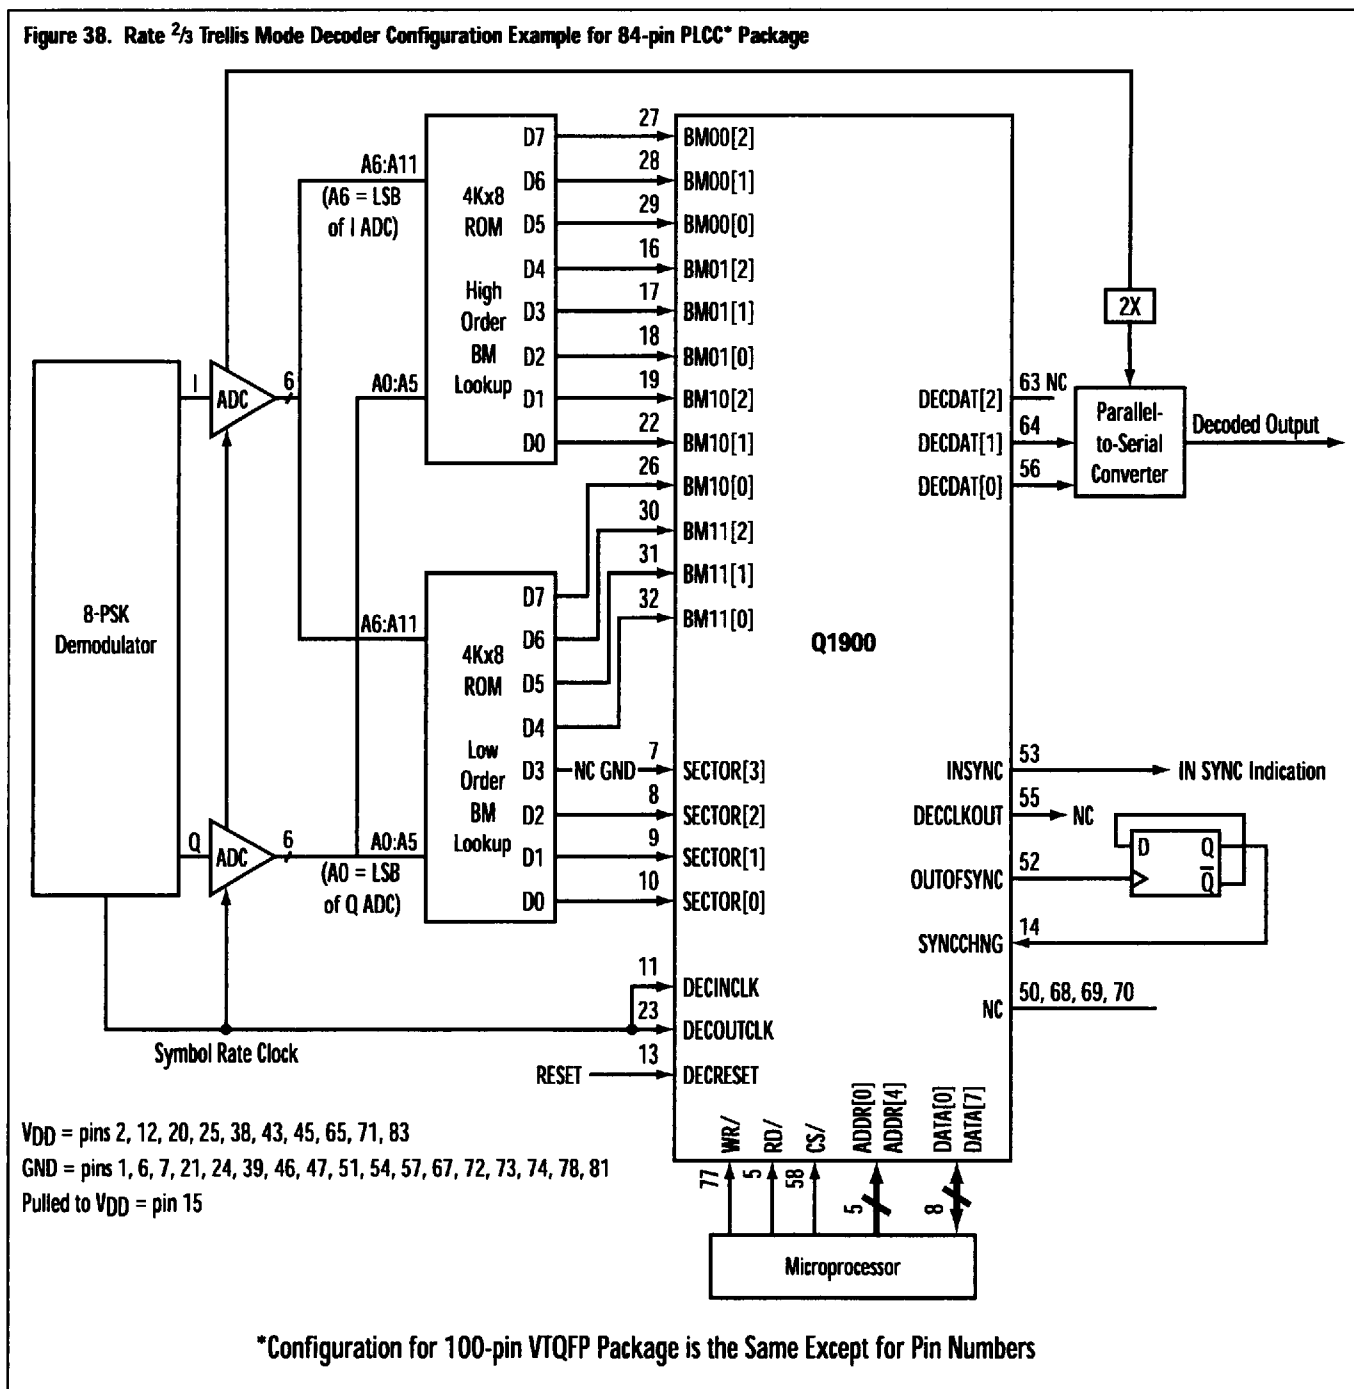 Figure 38. Rate 2/3 Trellis Mode Decoder Configuration Example for 84-pin PLCC* Package
8-PSK
Demodulator
I
ADC
6
Q
ADC
6
A6:A11
(A6 = LSB
of I ADC)
A0:A5
4Kx8
ROM
High
Order
BM
Lookup
D7
D6
D5
D4
D3
D2
D1
D0
A6:A11
A0:A5
(A0 = LSB
of Q ADC)
4Kx8
ROM
Low
Order
BM
Lookup
D7
D6
D5
D4
D3
D2
D1
D0
NC GND
27 BM00[2]
28 BM00[1]
29 BM00[0]
16 BM01[2]
17 BM01[1]
18 BM01[0]
19 BM10[2]
22 BM10[1]
26 BM10[0]
30 BM11[2]
31 BM11[1]
32 BM11[0]
7 SECTOR[3]
8 SECTOR[2]
9 SECTOR[1]
10 SECTOR[0]
11 DECINCLK
23 DECOUTCLK
13 DECRESET
Symbol Rate Clock
RESET
Q1900
DECDAT[2] 63 NC
DECDAT[1] 64
DECDAT[0] 56
2X
Parallel-
to-Serial
Converter
Decoded Output
INSYNC 53 IN SYNC Indication
DECCLKOUT 55 NC
OUTOFSYNC 52
D Q
Q
SYNCCHNG 14
NC 50, 68, 69, 70
WR/
RD/
CS/
ADDR[0]
ADDR[4]
DATA[0]
DATA[7]
77
5
58
5
8
Microprocessor
VDD = pins 2, 12, 20, 25, 38, 43, 45, 65, 71, 83
GND = pins 1, 6, 7, 21, 24, 39, 46, 47, 51, 54, 57, 67, 72, 73, 74, 78, 81
Pulled to VDD = pin 15
*Configuration for 100-pin VTQFP Package is the Same Except for Pin Numbers